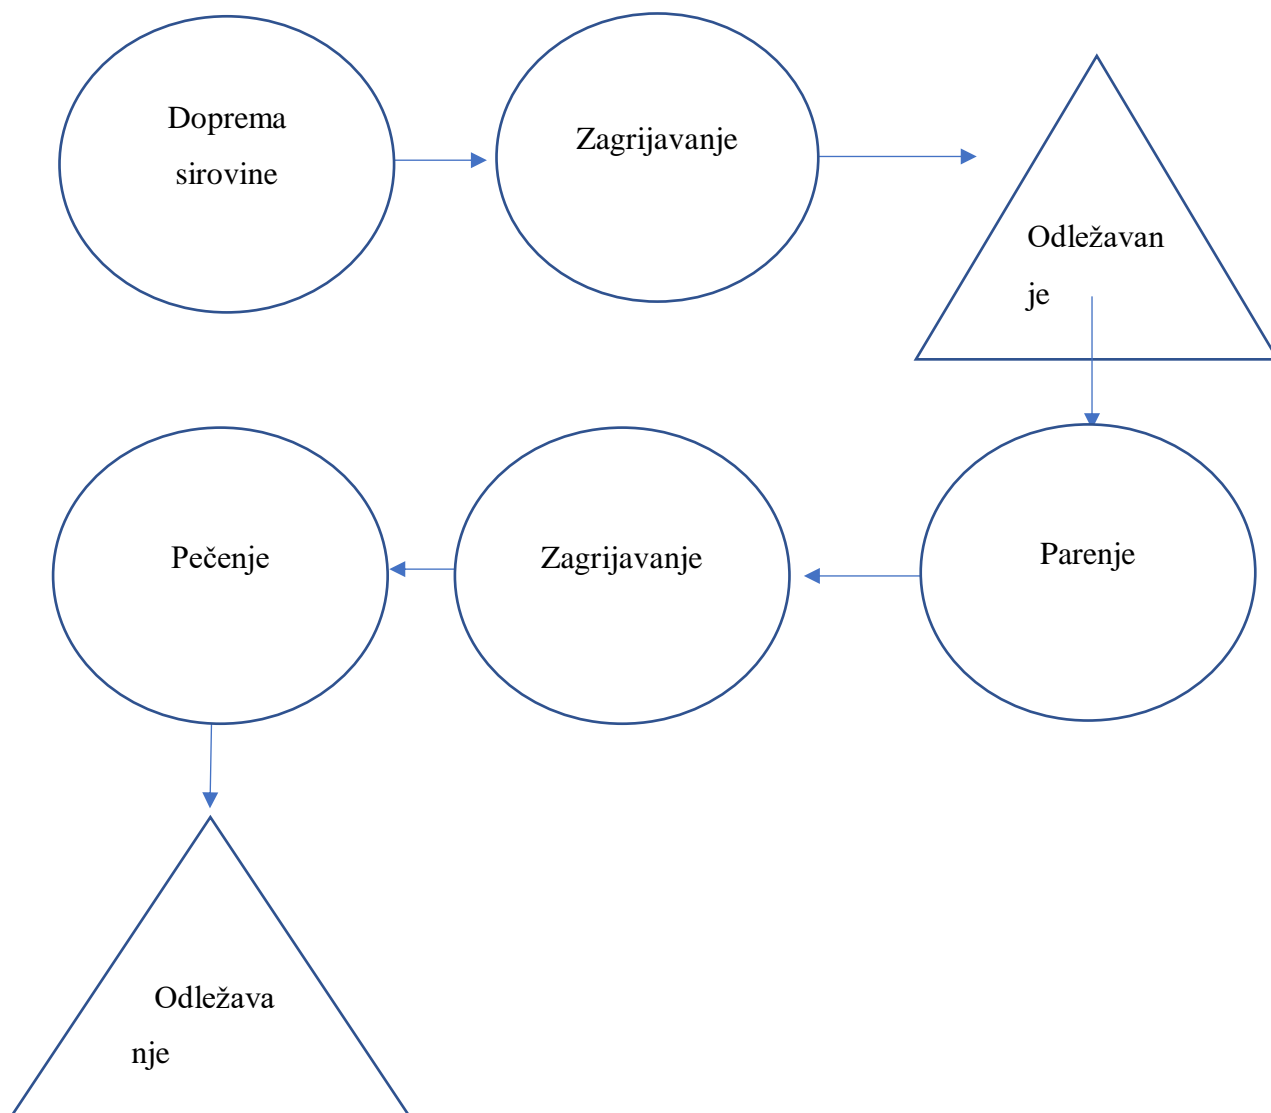 Doprema
sirovine
Zagrijavanje
Odležavan
je
Parenje
Zagrijavanje
Pečenje
Odležava
nje